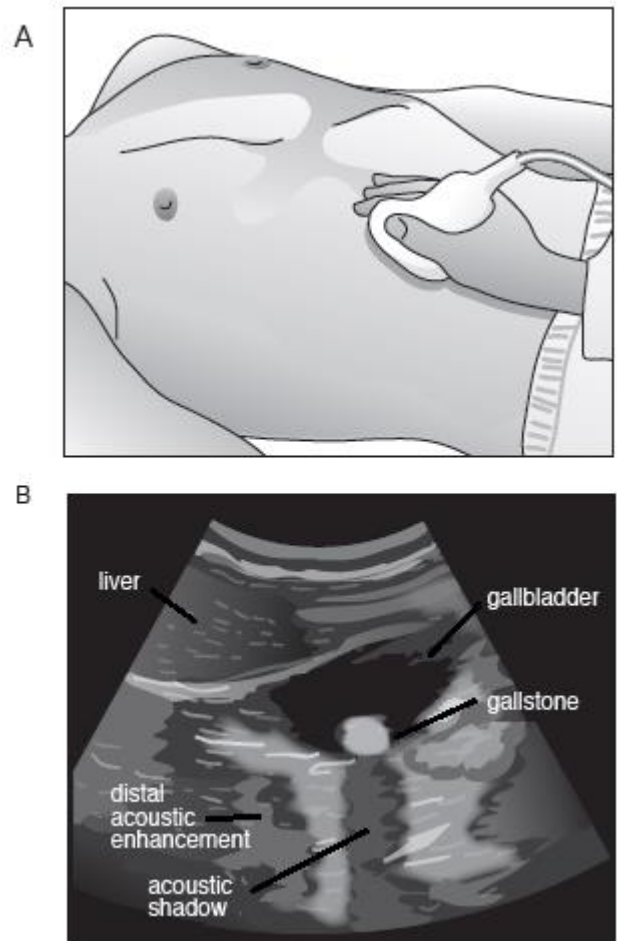 A
B
liver
gallbladder
gallstone
distal
acoustic
enhancement
acoustic
shadow